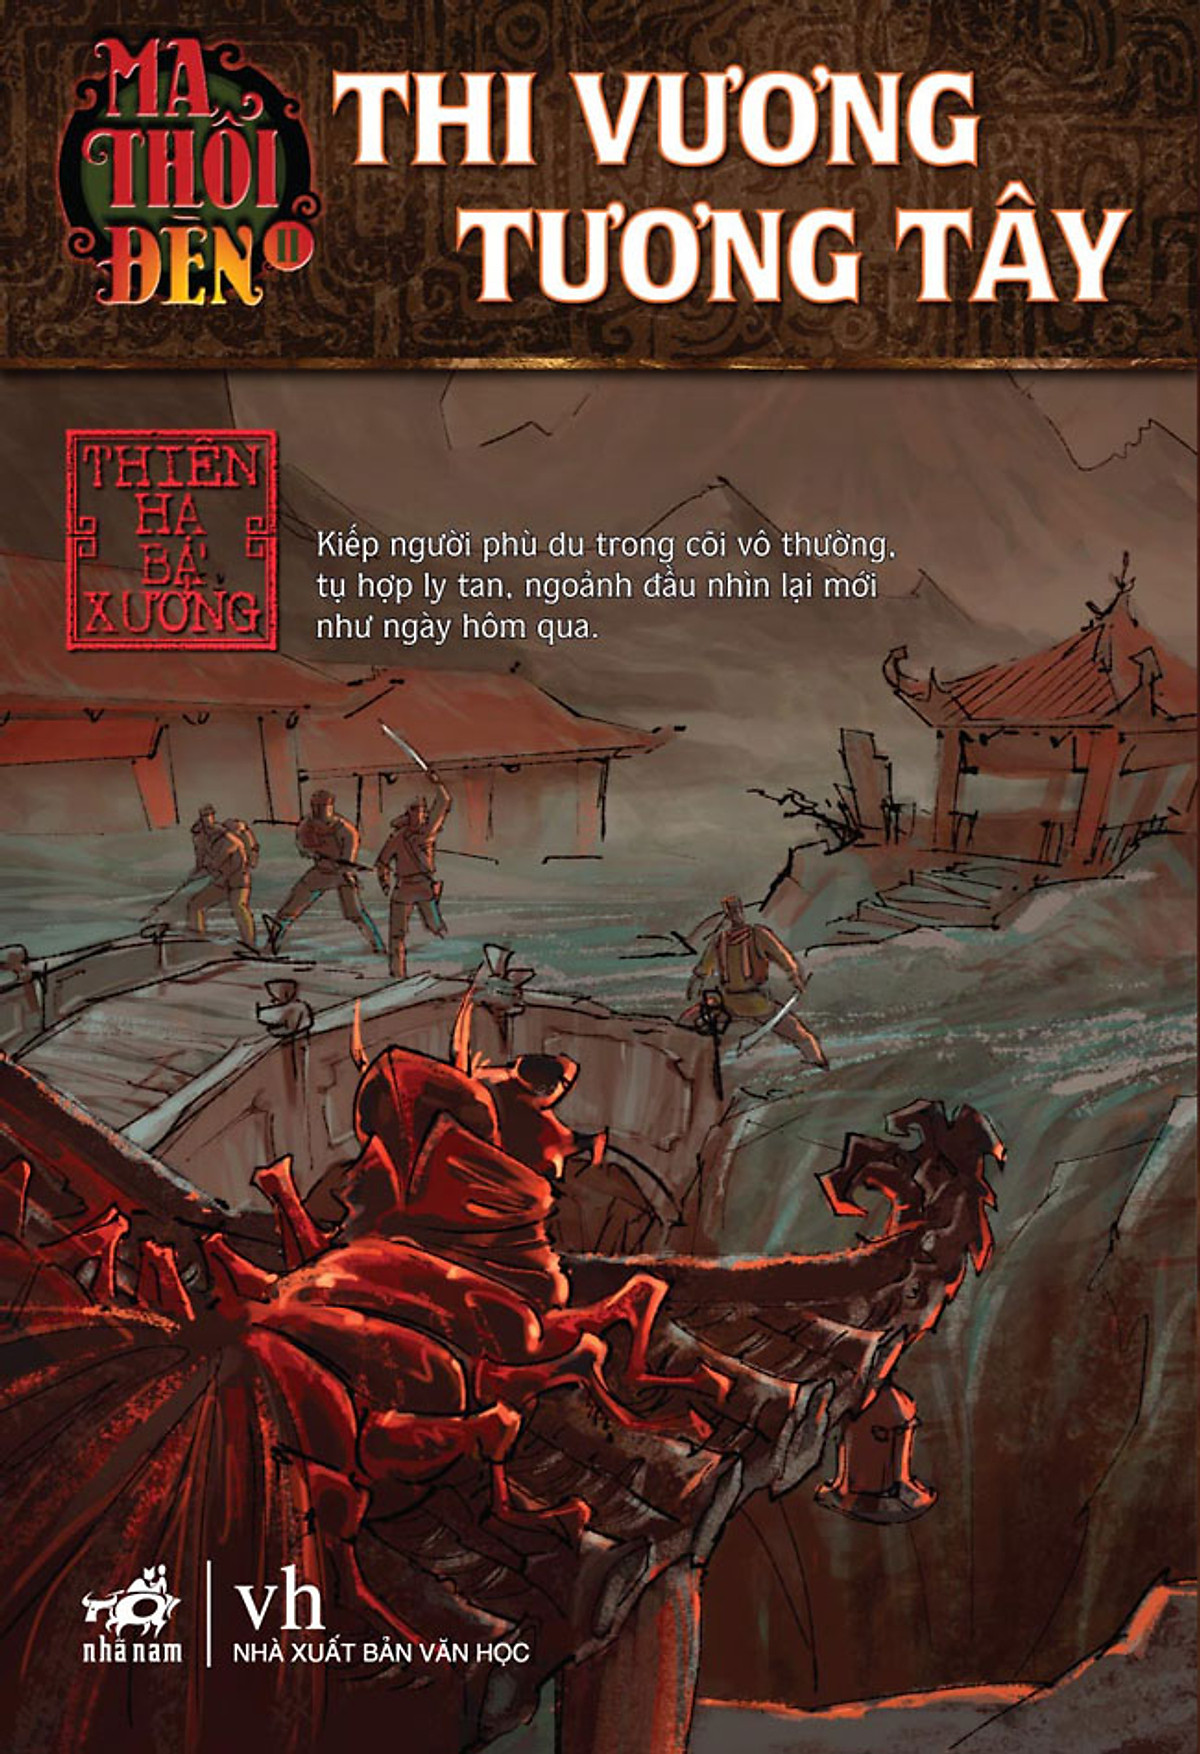 MA
THỔI
ĐÈN II
THI VƯƠNG
TƯƠNG TÂY
THIÊN
HẠ
BÁ
XƯỚNG
Kiếp người phù du trong cõi vô thường,
tụ hợp ly tan, ngoảnh đầu nhìn lại mới
như ngày hôm qua.
nhã nam
vh
NHÀ XUẤT BẢN VĂN HỌC